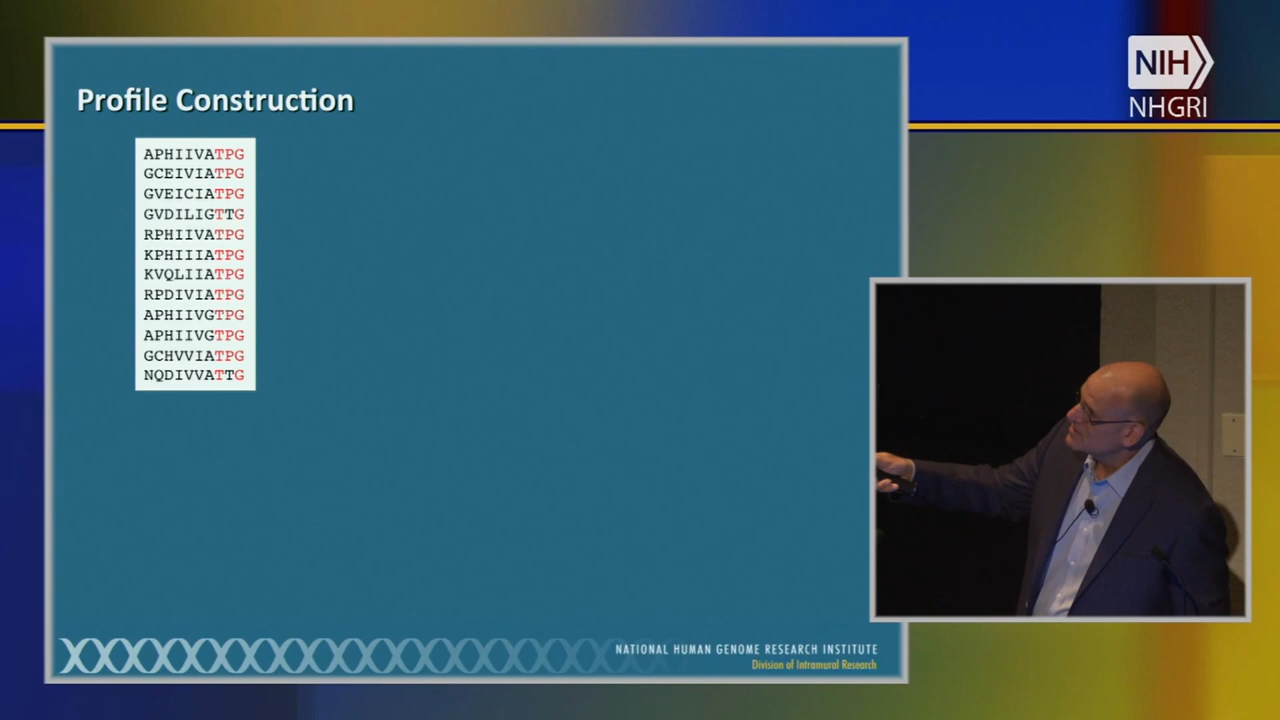 Profile Construction
APHIIVATPG
GCEIVIATPG
GVEICIATPG
GVDILIGTTG
RPHIIVATPG
KPHIIIATPG
KVQLIIATPG
RPDIVIATPG
APHIIVGTPG
APHIIVGTPG
GCHVVIATPG
NQDIVVATTG
NATIONAL HUMAN GENOME RESEARCH INSTITUTE
Division of Intramural Research
NIH
NHGRI